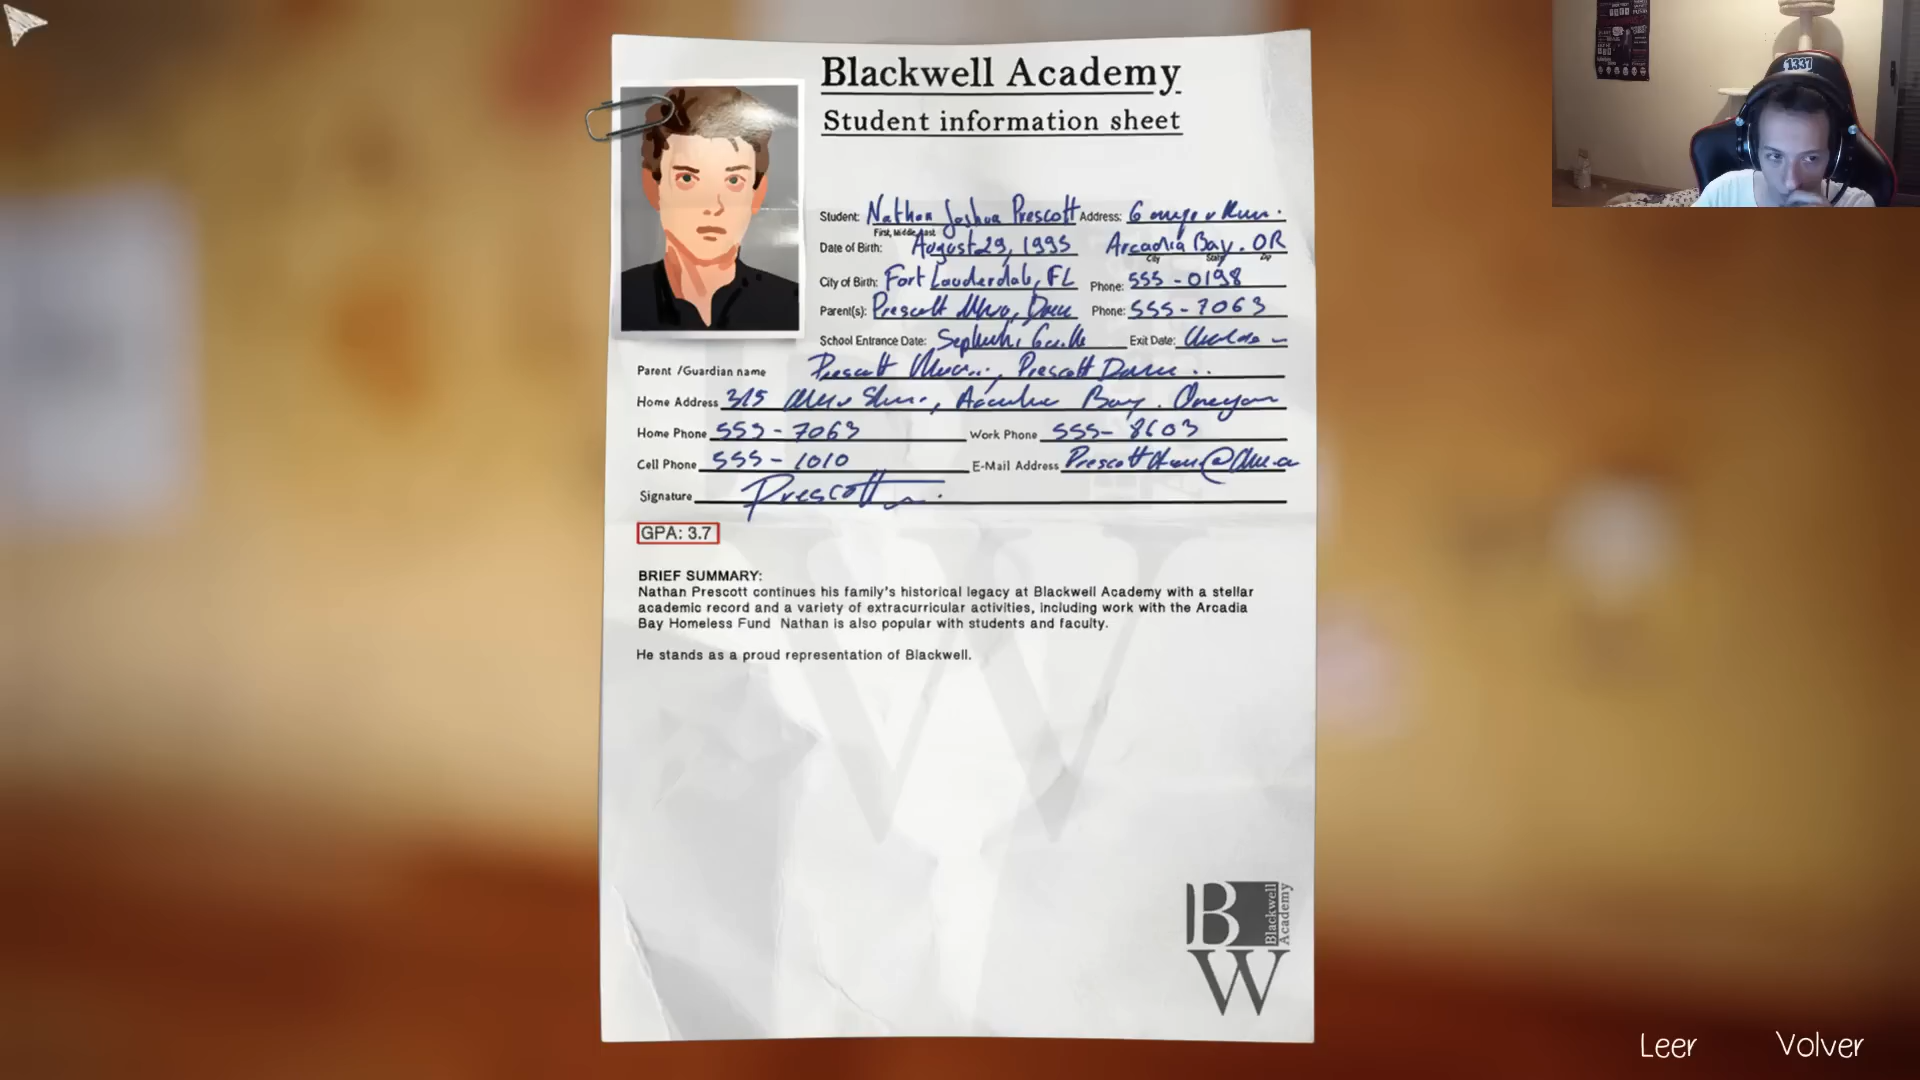 Blackwell Academy
Student information sheet
Student: Nathan Joshua Prescott Address:
First, Middle, Last
Date of Birth: August 29, 1995 Arcadia Bay. OR
City State Zip
City of Birth: Fort Lauderdale, FL Phone: 555-0198
Parent(s): Prescott Phone: 555-7063
School Entrance Date: Exit Date:
Parent /Guardian name Prescott Prescott
Home Address 315 Bay.
Home Phone 555-7063 Work Phone 555-8603
Cell Phone 555-1010 E-Mail Address
Signature Prescott
GPA: 3.7
BRIEF SUMMARY:
Nathan Prescott continues his family's historical legacy at Blackwell Academy with a stellar
academic record and a variety of extracurricular activities, including work with the Arcadia
Bay Homeless Fund Nathan is also popular with students and faculty.
He stands as a proud representation of Blackwell.
B
W
Blackwell
Academy
Leer Volver
1337